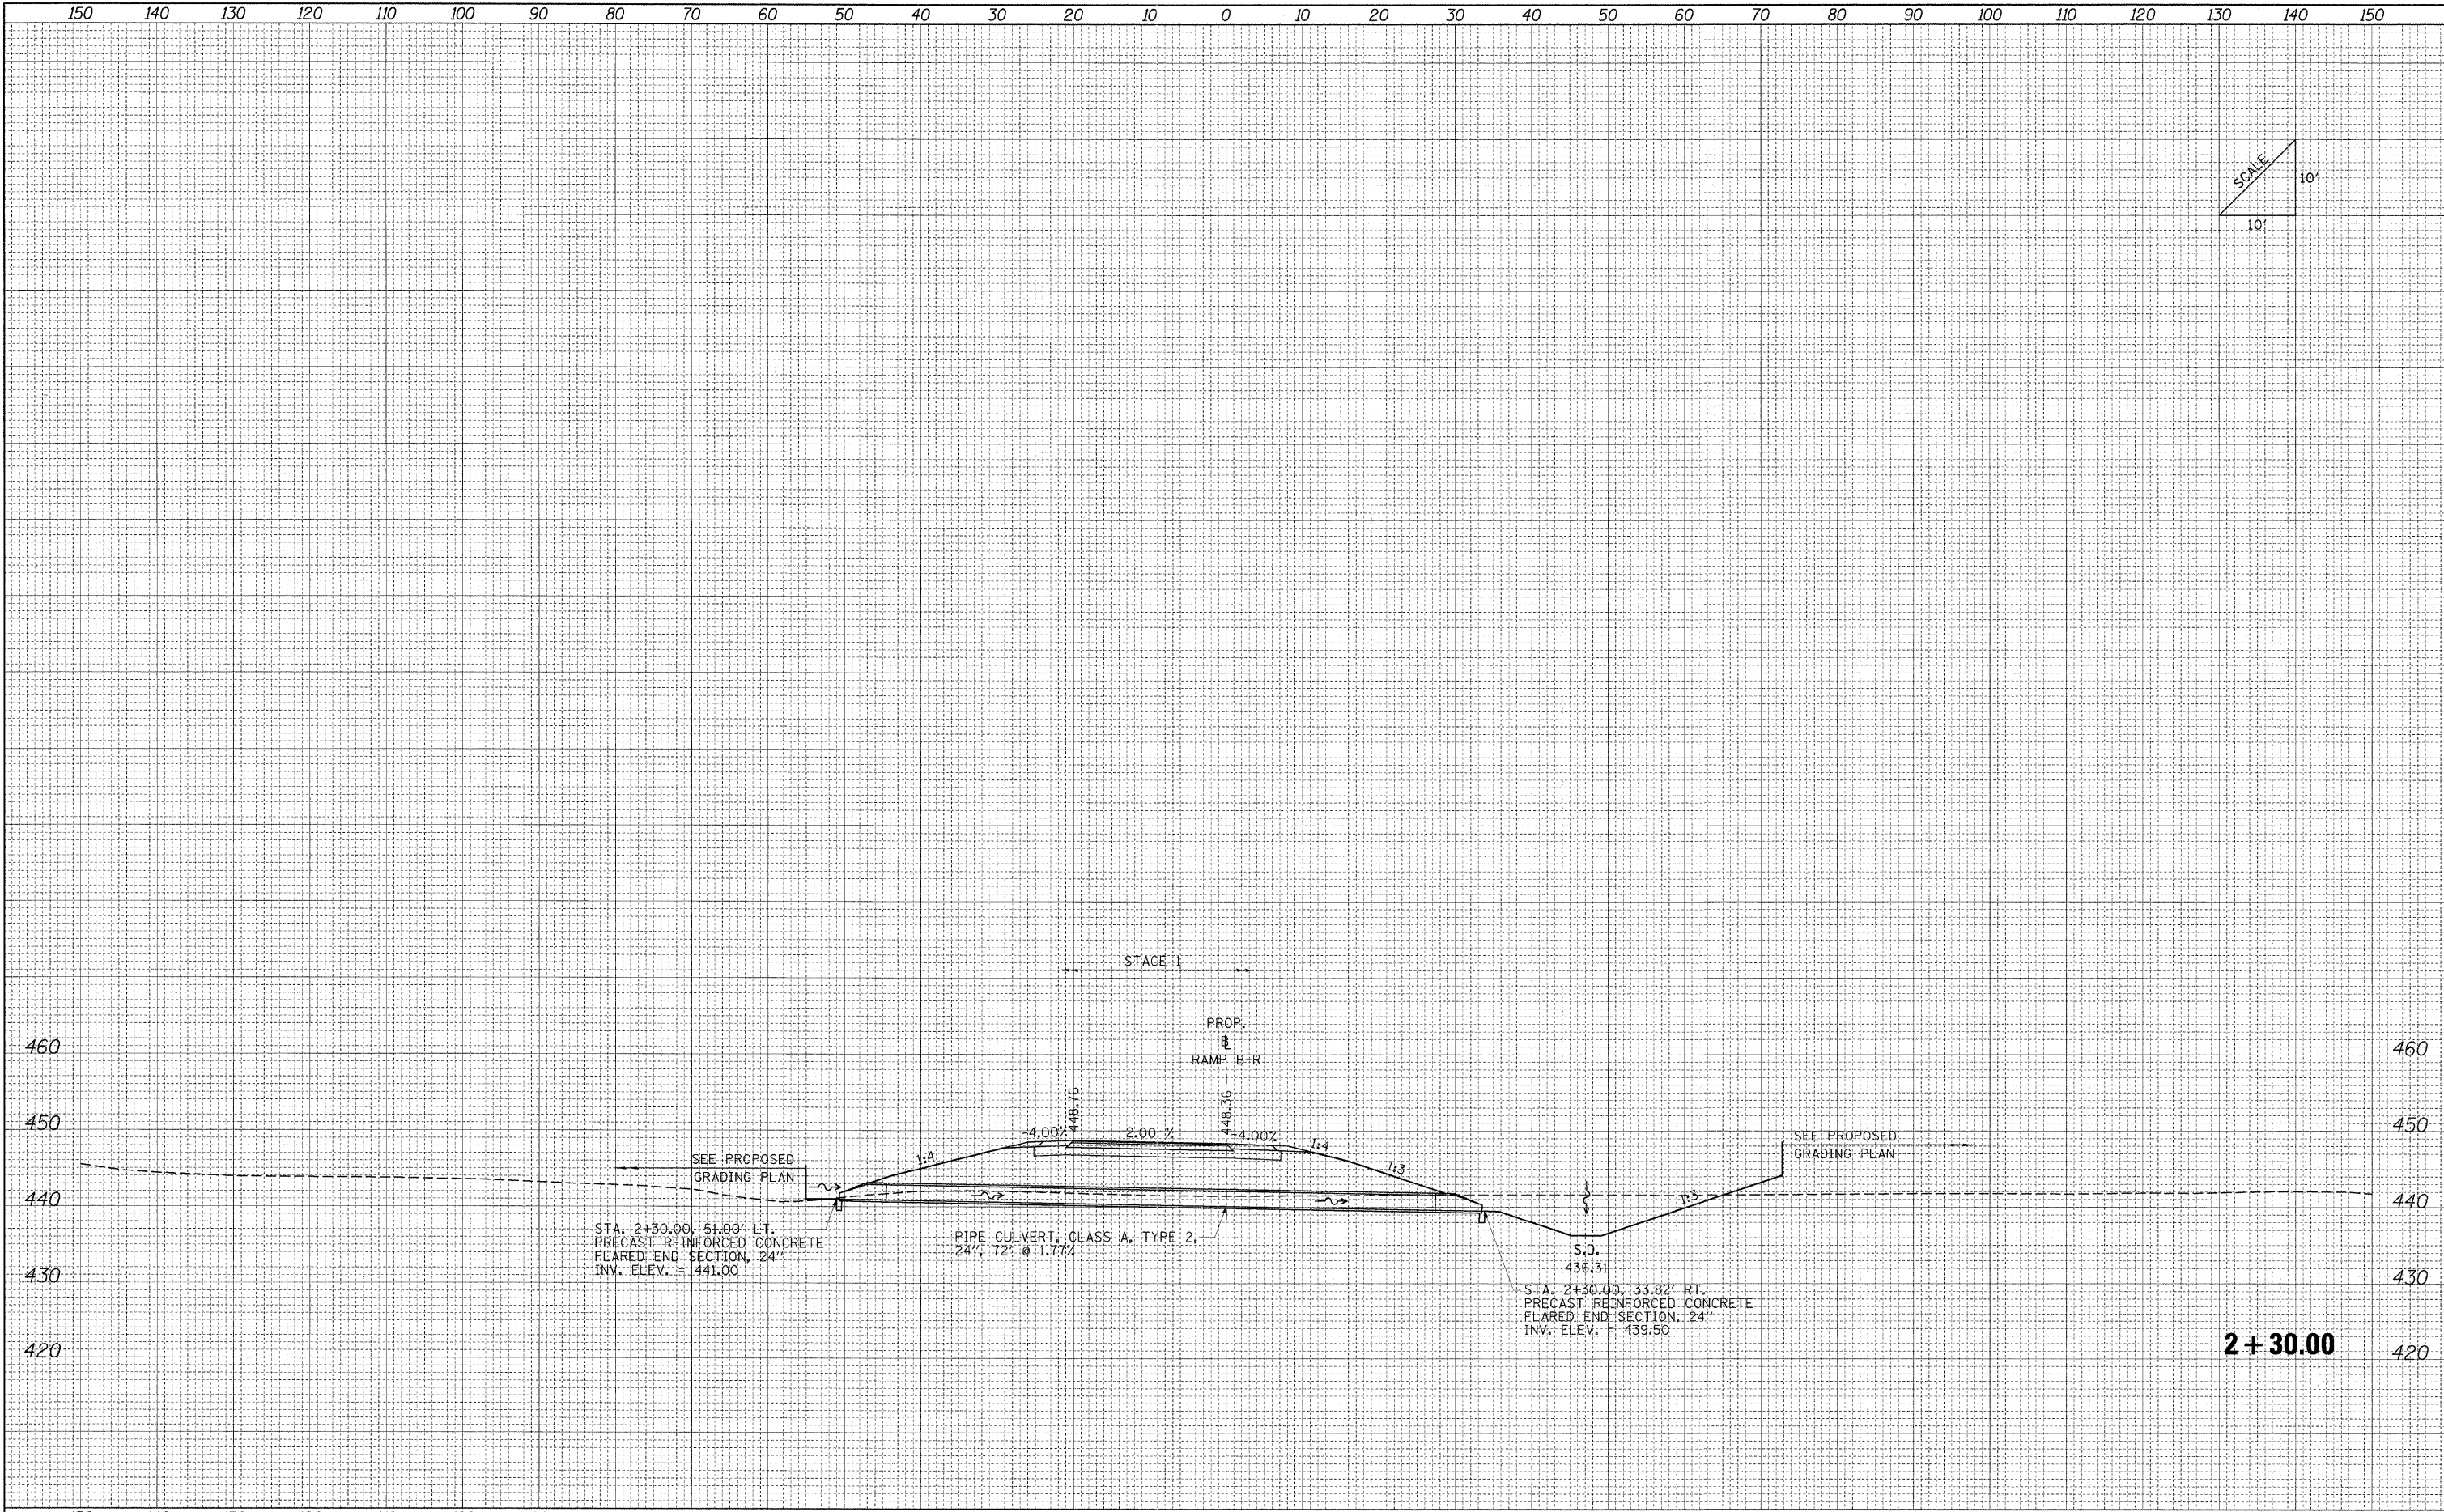 150 140 130 120 110 100 90 80 70 60 50 40 30 20 10 0 10 20 30 40 50 60 70 80 90 100 110 120 130 140 150
SCALE
10'
10'
STAGE 1
PROP.
RAMP B-R
460
460
448.76
448.36
450
450
-4.00%
2.00 %
-4.00%
1:4
1:4
1:3
1:3
SEE PROPOSED
GRADING PLAN
SEE PROPOSED
GRADING PLAN
440
440
STA. 2+30.00, 51.00' LT.
PRECAST REINFORCED CONCRETE
FLARED END SECTION, 24"
INV. ELEV. = 441.00
PIPE CULVERT, CLASS A, TYPE 2,
24", 72' @ 1.77%
S.D.
436.31
430
430
STA. 2+30.00, 33.82' RT.
PRECAST REINFORCED CONCRETE
FLARED END SECTION, 24"
INV. ELEV. = 439.50
2+30.00
420
420